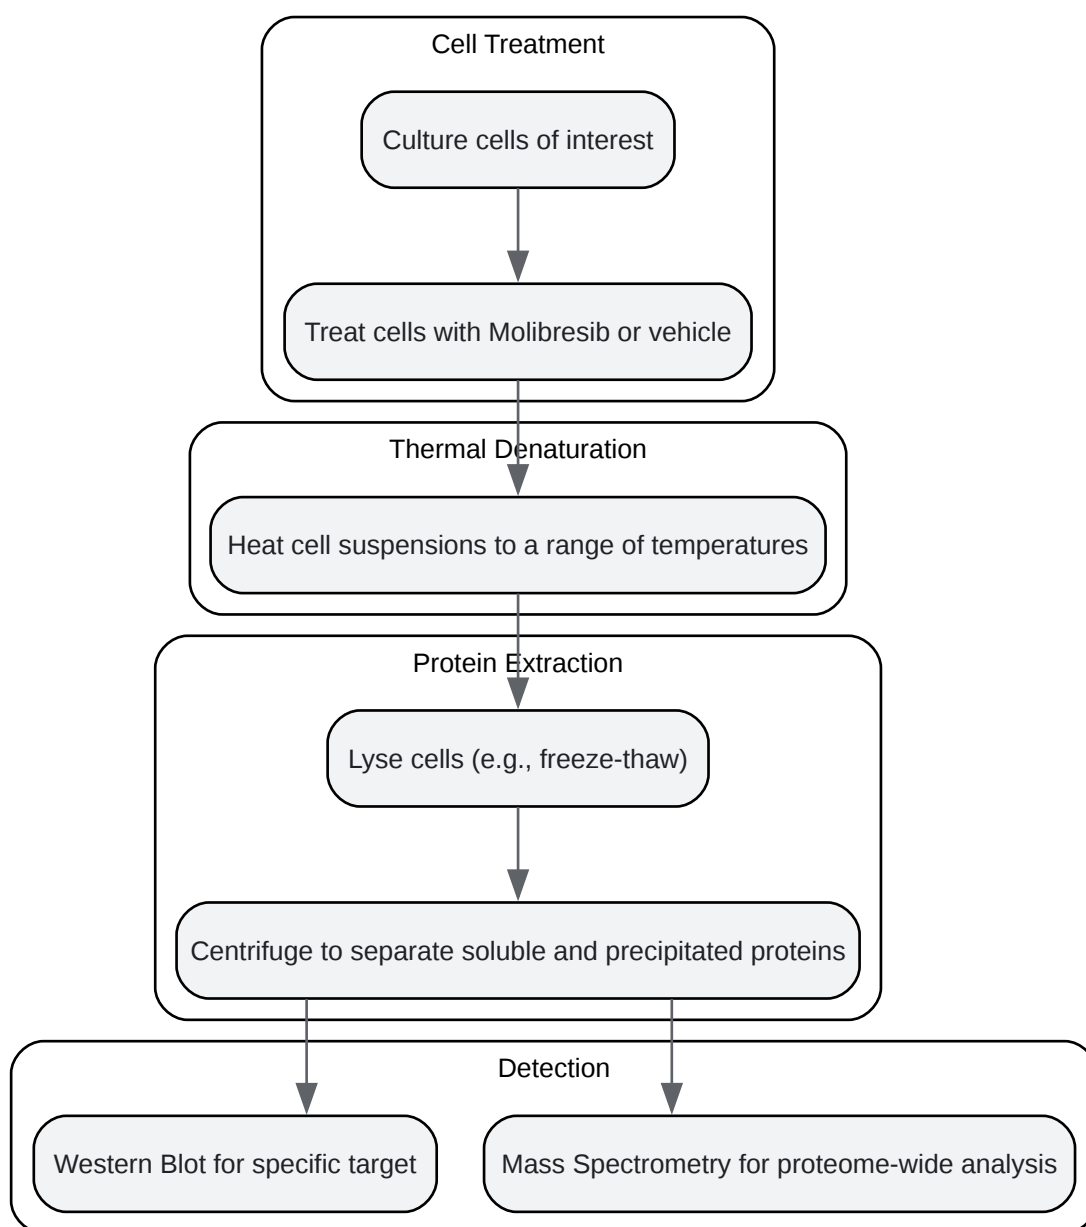 Cell Treatment
Culture cells of interest
Treat cells with Molibresib or vehicle
Thermal Denaturation
Heat cell suspensions to a range of temperatures
Protein Extraction
Lyse cells (e.g., freeze-thaw)
Centrifuge to separate soluble and precipitated proteins
Detection
Western Blot for specific target
Mass Spectrometry for proteome-wide analysis